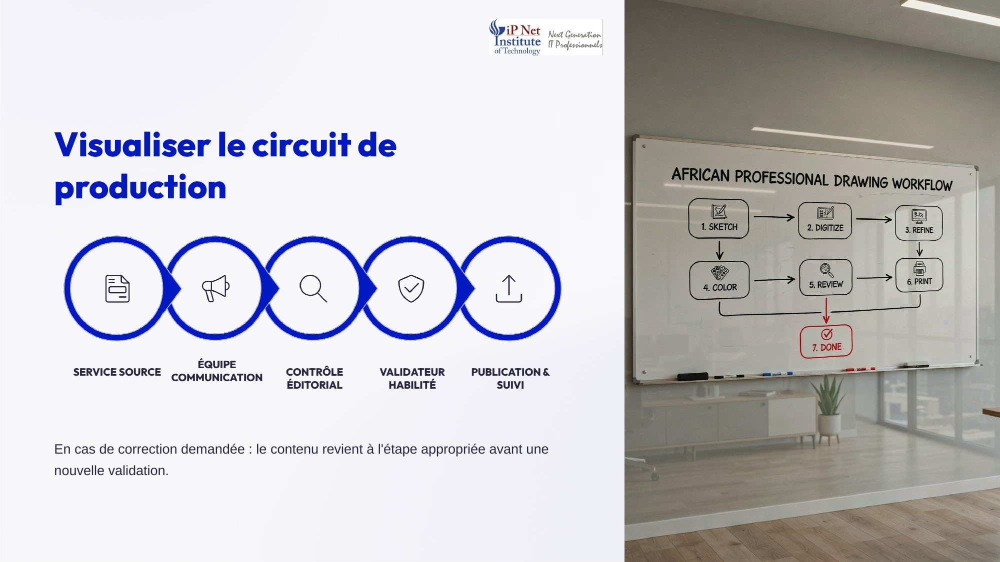 iP Net
Institute
of Technology
Next Generation
IT Professionnels
Visualiser le circuit de
production
SERVICE SOURCE
ÉQUIPE
COMMUNICATION
CONTRÔLE
ÉDITORIAL
VALIDATEUR
HABILITÉ
PUBLICATION &
SUIVI
En cas de correction demandée : le contenu revient à l'étape appropriée avant une
nouvelle validation.
AFRICAN PROFESSIONAL DRAWING WORKFLOW
1. SKETCH
2. DIGITIZE
3. REFINE
4. COLOR
5. REVIEW
6. PRINT
7. DONE